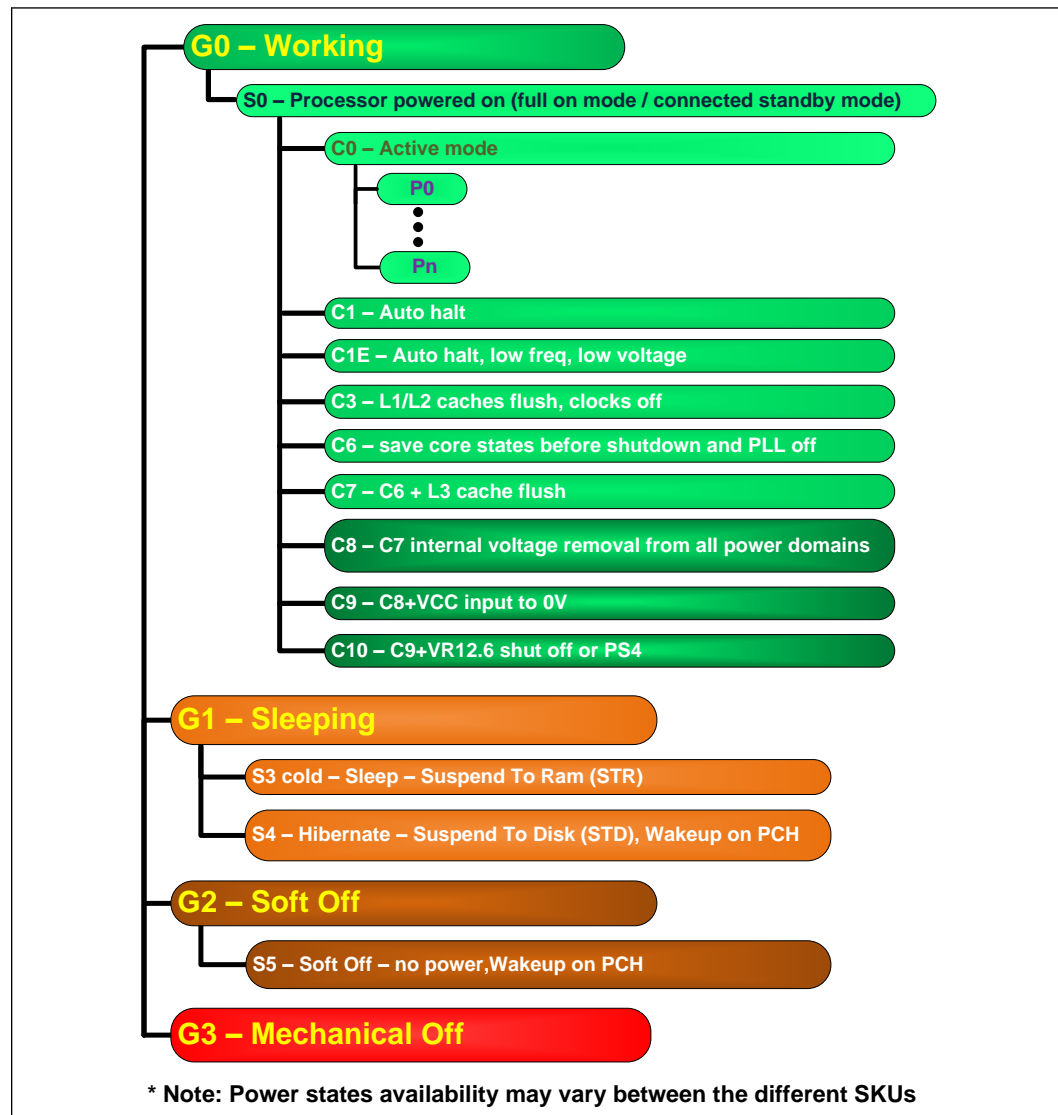 G0 – Working
S0 – Processor powered on (full on mode / connected standby mode)
C0 – Active mode
P0
Pn
C1 – Auto halt
C1E – Auto halt, low freq, low voltage
C3 – L1/L2 caches flush, clocks off
C6 – save core states before shutdown and PLL off
C7 – C6 + L3 cache flush
C8 – C7 internal voltage removal from all power domains
C9 – C8+VCC input to 0V
C10 – C9+VR12.6 shut off or PS4
G1 – Sleeping
S3 cold – Sleep – Suspend To Ram (STR)
S4 – Hibernate – Suspend To Disk (STD), Wakeup on PCH
G2 – Soft Off
S5 – Soft Off – no power,Wakeup on PCH
G3 – Mechanical Off
* Note: Power states availability may vary between the different SKUs